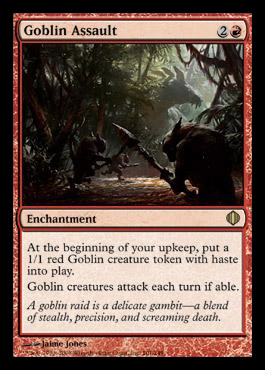 Goblin Assault 2
Enchantment
At the beginning of your upkeep, put a
1/1 red Goblin creature token with haste
into play.
Goblin creatures attack each turn if able.
A goblin raid is a delicate gambit—a blend
of stealth, precision, and screaming death.
Jaime Jones